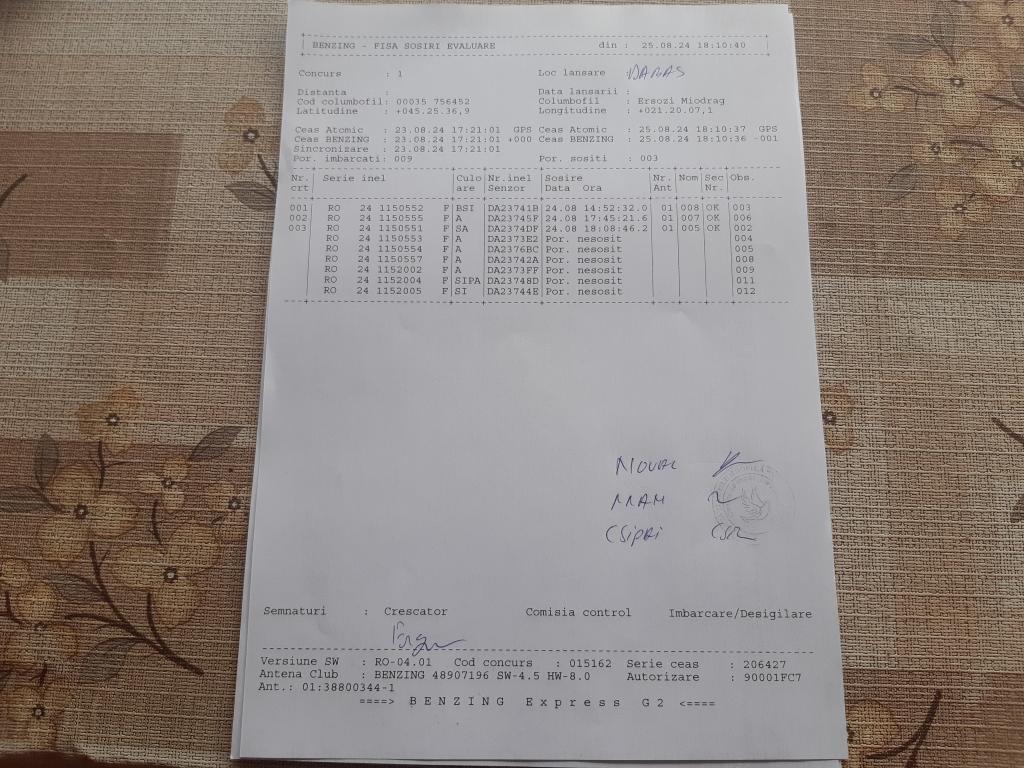 BENZING - FISA SOSIRI EVALUARE din : 25.08.24 18:10:40
Concurs : 1 Loc lansare :
Distanta : Data lansarii :
Cod columbofil: 00035 756452 Columbofil : Ersozi Miodrag
Latitudine : +045.25.36,9 Longitudine : +021.20.07,1
Ceas Atomic : 23.08.24 17:21:01 GPS Ceas Atomic : 25.08.24 18:10:37 GPS
Ceas BENZING : 23.08.24 17:21:01 +000 Ceas BENZING : 25.08.24 18:10:36 -001
Sincronizare : 23.08.24 17:21:01
Por. imbarcati: 009 Por. sositi : 003
Nr. Serie inel Culo Nr.inel Sosire Nr. Nom Sec Obs.
crt are Senzor Data Ora Ant Nr.
001 RO 24 1150552 F BSI DA23741B 24.08 14:52:32.0 01 008 OK 003
002 RO 24 1150555 F A DA23745F 24.08 17:45:21.6 01 007 OK 006
003 RO 24 1150551 F SA DA2374DF 24.08 18:08:46.2 01 005 OK 002
RO 24 1150553 F A DA2373E2 Por. nesosit 004
RO 24 1150554 F A DA2376BC Por. nesosit 005
RO 24 1150557 F A DA23742A Por. nesosit 008
RO 24 1152002 F A DA2373FF Por. nesosit 009
RO 24 1152004 F SIPA DA23748D Por. nesosit 011
RO 24 1152005 F SI DA23744E Por. nesosit 012
Semnaturi : Crescator Comisia control Imbarcare/Desigilare
Versiune SW : RO-04.01 Cod concurs : 015162 Serie ceas : 206427
Antena Club : BENZING 48907196 SW-4.5 HW-8.0 Autorizare : 90001FC7
Ant.: 01:38800344-1
====> BENZING Express G2 <====